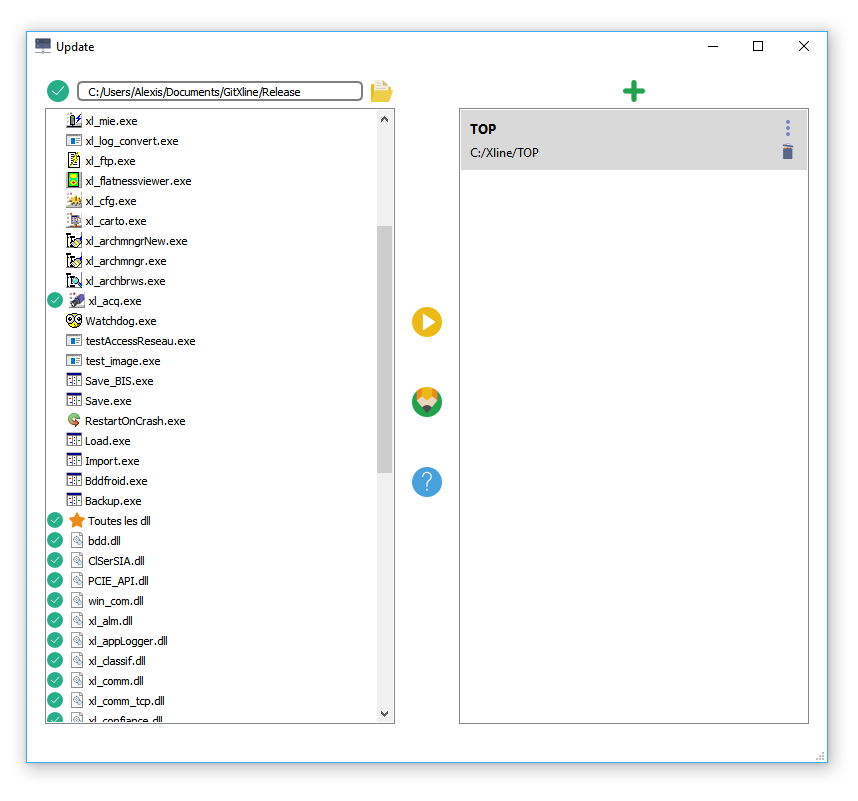 Update
C:/Users/Alexis/Documents/GitXline/Release
xl_mie.exe
xl_log_convert.exe
xl_ftp.exe
xl_flatnessviewer.exe
xl_cfg.exe
xl_carto.exe
xl_archmngrNew.exe
xl_archmngr.exe
xl_archbrws.exe
xl_acq.exe
Watchdog.exe
testAccessReseau.exe
test_image.exe
Save_BIS.exe
Save.exe
RestartOnCrash.exe
Load.exe
Import.exe
Bddfroid.exe
Backup.exe
Toutes les dll
bdd.dll
ClSerSIA.dll
PCIE_API.dll
win_com.dll
xl_alm.dll
xl_appLogger.dll
xl_classif.dll
xl_comm.dll
xl_comm_tcp.dll
xl_confiance.dll
TOP
C:/Xline/TOP